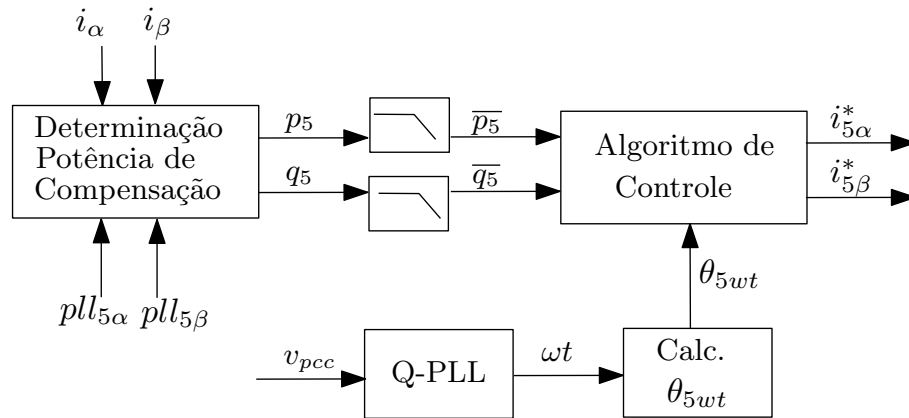 i_α
i_β
Determinação
Potência de
Compensação
p_5
q_5
\overline{p_5}
\overline{q_5}
Algoritmo de
Controle
i^*_{5α}
i^*_{5β}
pll_{5α} pll_{5β}
θ_{5wt}
v_{pcc}
Q-PLL
ωt
Calc.
θ_{5wt}